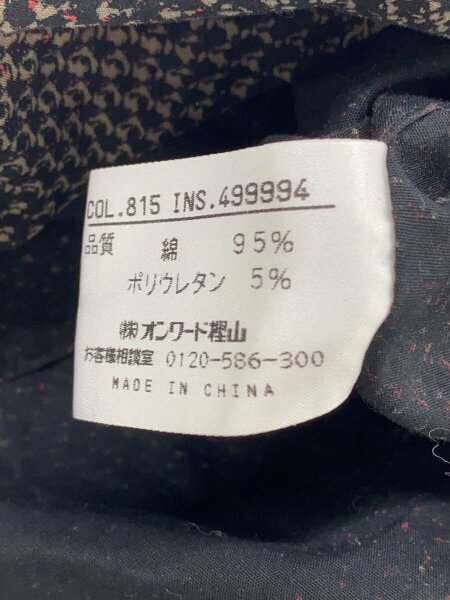 COL.815 INS.499994
品質 綿 95%
ポリウレタン 5%
㈱オンワード樫山
お客様相談室 0120-586-300
MADE IN CHINA